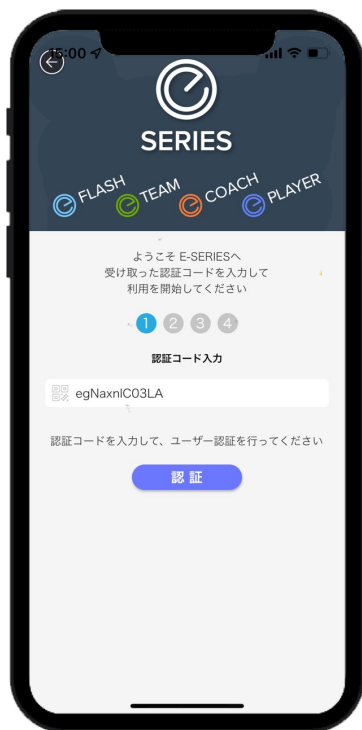 15:00
SERIES
FLASH
TEAM
COACH
PLAYER
ようこそ E-SERIESへ
受け取った認証コードを入力して
利用を開始してください
1 2 3 4
認証コード入力
egNaxnlC03LA
認証コードを入力して、ユーザー認証を行ってください
認証